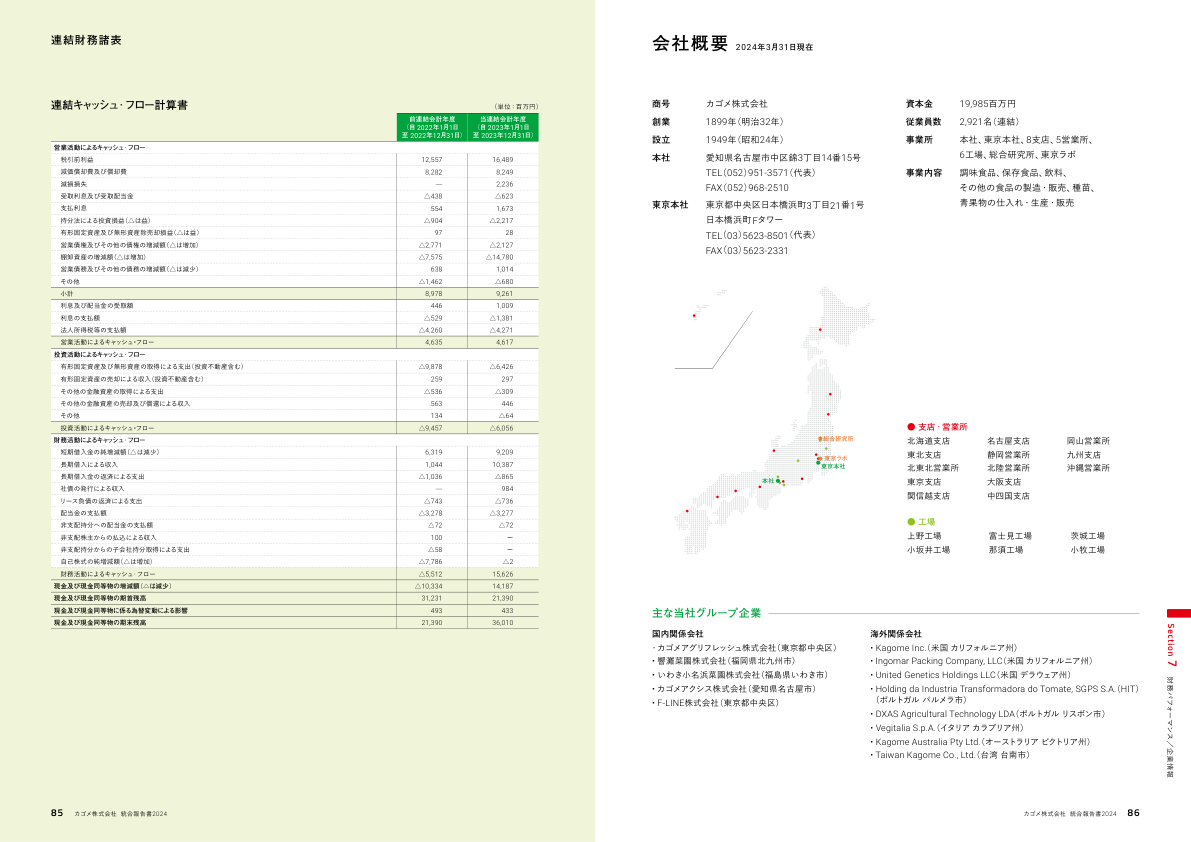 連結財務諸表
連結キャッシュ・フロー計算書
（単位：百万円）
前連結会計年度（自 2022年1月1日 至 2022年12月31日） 当連結会計年度（自 2023年1月1日 至 2023年12月31日）
営業活動によるキャッシュ・フロー
税引前利益 12,557 16,489
減価償却費及び償却費 8,282 8,249
減損損失 — 2,236
受取利息及び受取配当金 △438 △623
支払利息 554 1,673
持分法による投資損益（△は益） △904 △2,217
有形固定資産及び無形資産除売却損益（△は益） 97 28
営業債権及びその他の債権の増減額（△は増加） △2,771 △2,127
棚卸資産の増減額（△は増加） △7,575 △14,780
営業債務及びその他の債務の増減額（△は減少） 638 1,014
その他 △1,462 △680
小計 8,978 9,261
利息及び配当金の受取額 446 1,009
利息の支払額 △529 △1,381
法人所得税等の支払額 △4,260 △4,271
営業活動によるキャッシュ・フロー 4,635 4,617
投資活動によるキャッシュ・フロー
有形固定資産及び無形資産の取得による支出（投資不動産含む） △9,878 △6,426
有形固定資産の売却による収入（投資不動産含む） 259 297
その他の金融資産の取得による支出 △536 △309
その他の金融資産の売却及び償還による収入 563 446
その他 134 △64
投資活動によるキャッシュ・フロー △9,457 △6,056
財務活動によるキャッシュ・フロー
短期借入金の純増減額（△は減少） 6,319 9,209
長期借入による収入 1,044 10,387
長期借入金の返済による支出 △1,036 △865
社債の発行による収入 — 984
リース負債の返済による支出 △743 △736
配当金の支払額 △3,278 △3,277
非支配持分への配当金の支払額 △72 △72
非支配株主からの払込による収入 100 ー
非支配持分からの子会社持分取得による支出 △58 ー
自己株式の純増減額（△は増加） △7,786 △2
財務活動によるキャッシュ・フロー △5,512 15,626
現金及び現金同等物の増減額（△は減少） △10,334 14,187
現金及び現金同等物の期首残高 31,231 21,390
現金及び現金同等物に係る為替変動による影響 493 433
現金及び現金同等物の期末残高 21,390 36,010
85 カゴメ株式会社 統合報告書2024
会社概要 2024年3月31日現在
商号 カゴメ株式会社
創業 1899年（明治32年）
設立 1949年（昭和24年）
本社 愛知県名古屋市中区錦3丁目14番15号
TEL（052）951-3571（代表）
FAX（052）968-2510
東京本社 東京都中央区日本橋浜町3丁目21番1号
日本橋浜町Fタワー
TEL（03）5623-8501（代表）
FAX（03）5623-2331
資本金 19,985百万円
従業員数 2,921名（連結）
事業所 本社、東京本社、8支店、5営業所、
6工場、総合研究所、東京ラボ
事業内容 調味食品、保存食品、飲料、
その他の食品の製造・販売、種苗、
青果物の仕入れ・生産・販売
総合研究所
東京ラボ
東京本社
本社
支店・営業所
北海道支店 名古屋支店 岡山営業所
東北支店 静岡営業所 九州支店
北東北営業所 北陸営業所 沖縄営業所
東京支店 大阪支店
関信越支店 中四国支店
工場
上野工場 富士見工場 茨城工場
小坂井工場 那須工場 小牧工場
主な当社グループ企業
国内関係会社
・カゴメアグリフレッシュ株式会社（東京都中央区）
• 響灘菜園株式会社（福岡県北九州市）
• いわき小名浜菜園株式会社（福島県いわき市）
• カゴメアクシス株式会社（愛知県名古屋市）
• F-LINE株式会社（東京都中央区）
海外関係会社
• Kagome Inc.（米国 カリフォルニア州）
• Ingomar Packing Company, LLC（米国 カリフォルニア州）
• United Genetics Holdings LLC（米国 デラウェア州）
• Holding da Industria Transformadora do Tomate, SGPS S.A.（HIT）
（ポルトガル パルメラ市）
• DXAS Agricultural Technology LDA（ポルトガル リスボン市）
• Vegitalia S.p.A.（イタリア カラブリア州）
• Kagome Australia Pty Ltd.（オーストラリア ビクトリア州）
• Taiwan Kagome Co., Ltd.（台湾 台南市）
Section 7 財務パフォーマンス／企業情報
カゴメ株式会社 統合報告書2024 86